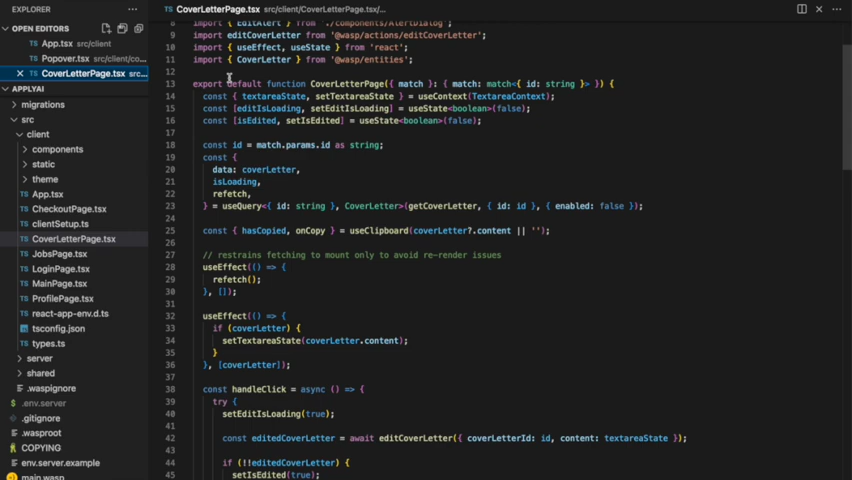 EXPLORER
···
OPEN EDITORS
TS App.tsx src/client
TS Popover.tsx src/client/co...
TS CoverLetterPage.tsx src...
APPLYAI
migrations
src
client
components
static
theme
TS App.tsx
TS CheckoutPage.tsx
TS clientSetup.ts
TS CoverLetterPage.tsx
TS JobsPage.tsx
TS LoginPage.tsx
TS MainPage.tsx
TS ProfilePage.tsx
TS react-app-env.d.ts
tsconfig.json
TS types.ts
server
shared
.waspignore
.env.server
.gitignore
.wasproot
COPYING
env.server.example
main.wasp
CoverLetterPage.tsx src/client/CoverLetterPage.tsx/...
8 import { EditAlert } from './components/AlertDialog';
9 import editCoverLetter from '@wasp/actions/editCoverLetter';
10 import { useEffect, useState } from 'react';
11 import { CoverLetter } from '@wasp/entities';
12
13 export default function CoverLetterPage({ match }: { match: match<{ id: string }> }) {
14 const { textareaState, setTextareaState } = useContext(TextareaContext);
15 const [editIsLoading, setEditIsLoading] = useState<boolean>(false);
16 const [isEdited, setIsEdited] = useState<boolean>(false);
17
18 const id = match.params.id as string;
19 const {
20 data: coverLetter,
21 isLoading,
22 refetch,
23 } = useQuery<{ id: string }, CoverLetter>(getCoverLetter, { id: id }, { enabled: false });
24
25 const { hasCopied, onCopy } = useClipboard(coverLetter?.content || '');
26
27 // restrains fetching to mount only to avoid re-render issues
28 useEffect(() => {
29 refetch();
30 }, []);
31
32 useEffect(() => {
33 if (coverLetter) {
34 setTextareaState(coverLetter.content);
35 }
36 }, [coverLetter]);
37
38 const handleClick = async () => {
39 try {
40 setEditIsLoading(true);
41
42 const editedCoverLetter = await editCoverLetter({ coverLetterId: id, content: textareaState });
43
44 if (!!editedCoverLetter) {
45 setIsEdited(true);